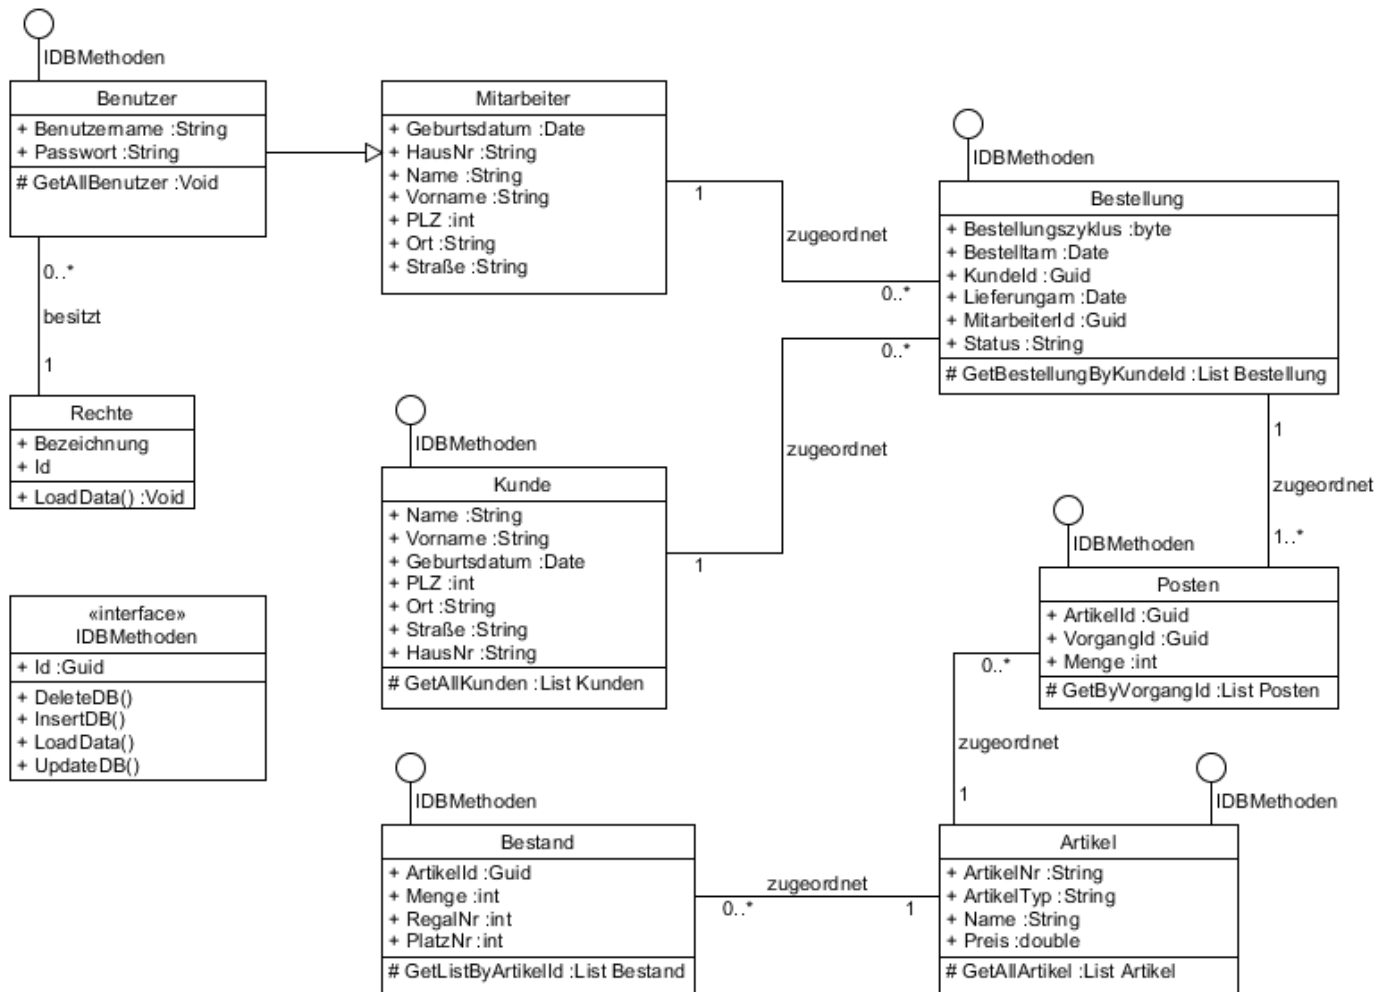 IDBMethoden
Benutzer
+ Benutzername :String
+ Passwort :String
# GetAllBenutzer :Void
0..*
besitzt
1
Rechte
+ Bezeichnung
+ Id
+ LoadData() :Void
«interface»
IDBMethoden
+ Id :Guid
+ DeleteDB()
+ InsertDB()
+ LoadData()
+ UpdateDB()
Mitarbeiter
+ Geburtsdatum :Date
+ HausNr :String
+ Name :String
+ Vorname :String
+ PLZ :int
+ Ort :String
+ Straße :String
1
zugeordnet
0..*
IDBMethoden
Bestellung
+ Bestellungszyklus :byte
+ Bestelltam :Date
+ KundeId :Guid
+ Lieferungam :Date
+ MitarbeiterId :Guid
+ Status :String
# GetBestellungByKundeId :List Bestellung
0..*
zugeordnet
1
IDBMethoden
Kunde
+ Name :String
+ Vorname :String
+ Geburtsdatum :Date
+ PLZ :int
+ Ort :String
+ Straße :String
+ HausNr :String
# GetAllKunden :List Kunden
1
zugeordnet
1..*
IDBMethoden
Posten
+ ArtikelId :Guid
+ VorgangId :Guid
+ Menge :int
# GetByVorgangId :List Posten
0..*
zugeordnet
1
IDBMethoden
Bestand
+ ArtikelId :Guid
+ Menge :int
+ RegalNr :int
+ PlatzNr :int
# GetListByArtikelId :List Bestand
zugeordnet
0..*
1
IDBMethoden
Artikel
+ ArtikelNr :String
+ ArtikelTyp :String
+ Name :String
+ Preis :double
# GetAllArtikel :List Artikel